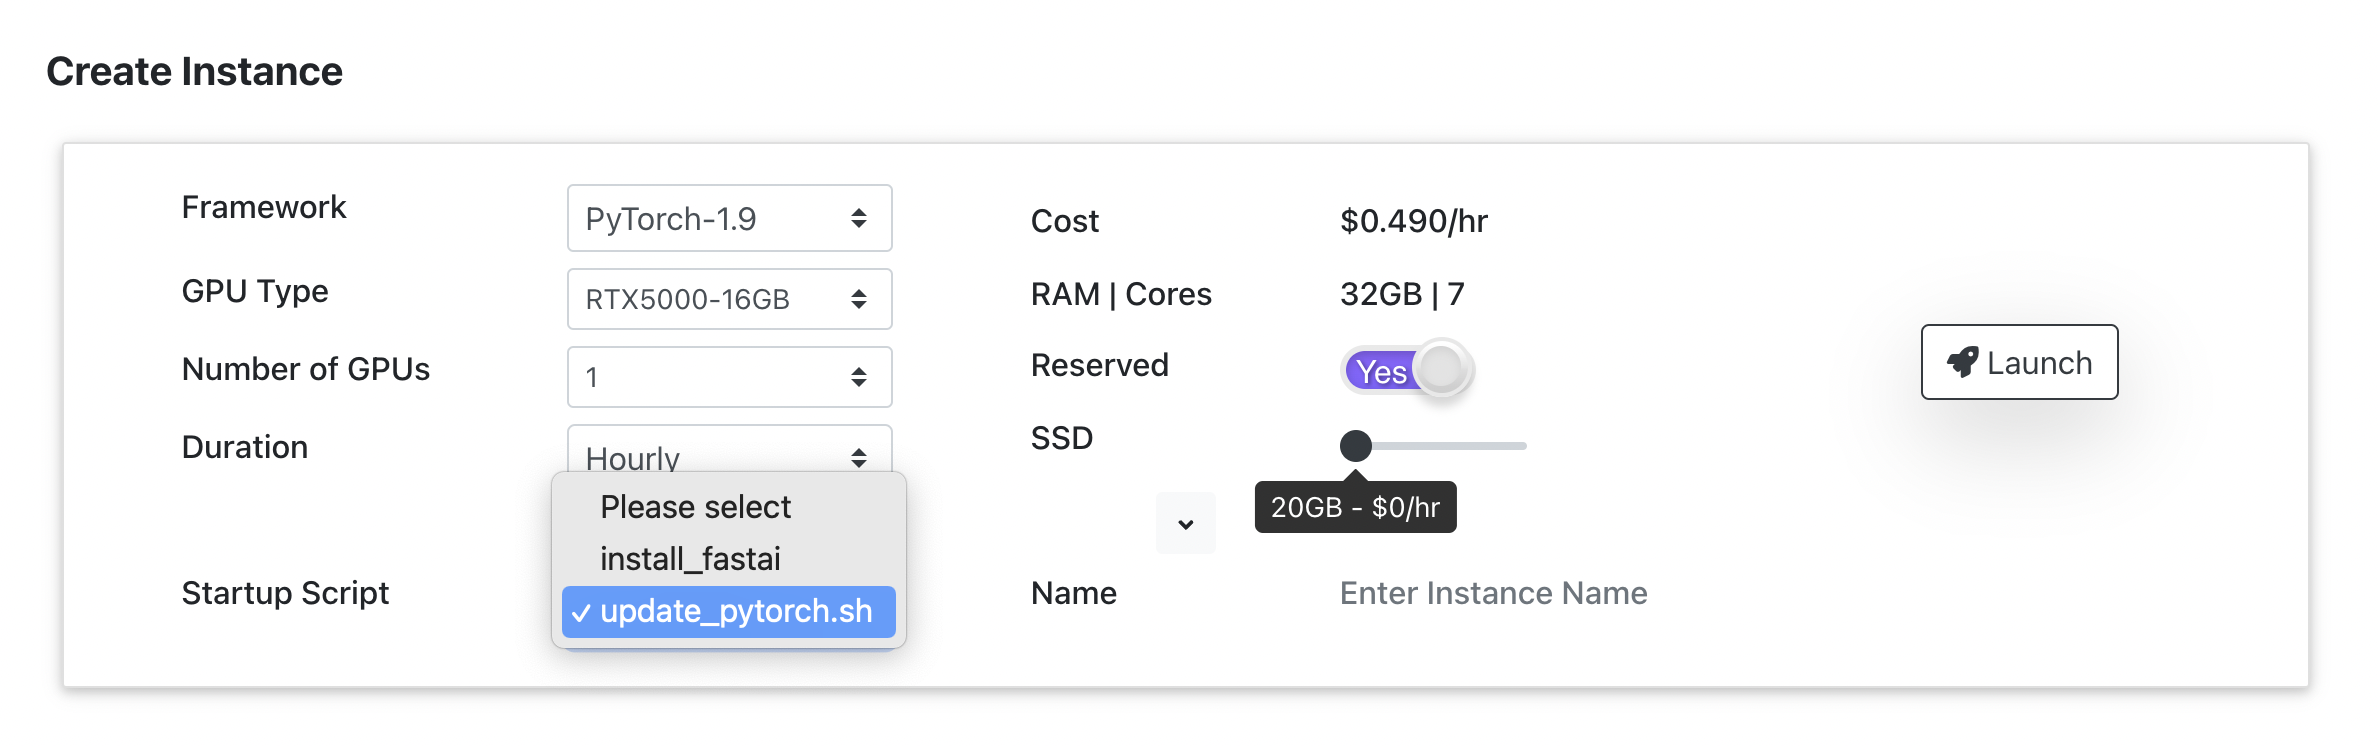 Create Instance
Framework
PyTorch-1.9
GPU Type
RTX5000-16GB
Number of GPUs
1
Duration
Hourly
Please select
install_fastai
Startup Script
✓ update_pytorch.sh
Cost
$0.490/hr
RAM | Cores
32GB | 7
Reserved
Yes
SSD
20GB - $0/hr
Name
Enter Instance Name
Launch